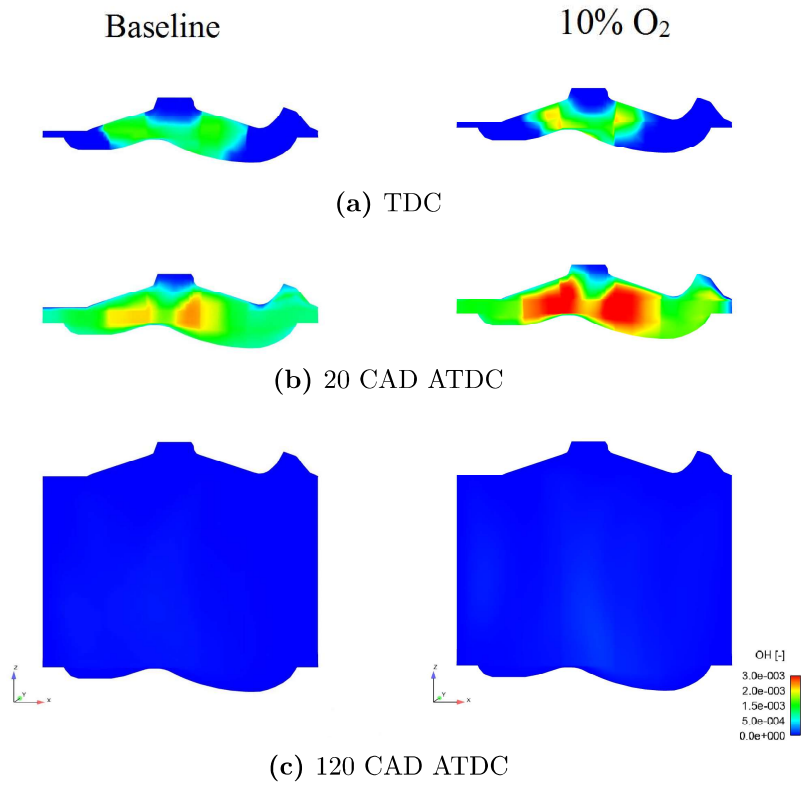 Baseline
10% O₂
(a) TDC
(b) 20 CAD ATDC
Z
Y
X
Z
Y
X
OH [-]
3.0e-003
2.0e-003
1.5e-003
5.0e-004
0.0e+000
(c) 120 CAD ATDC